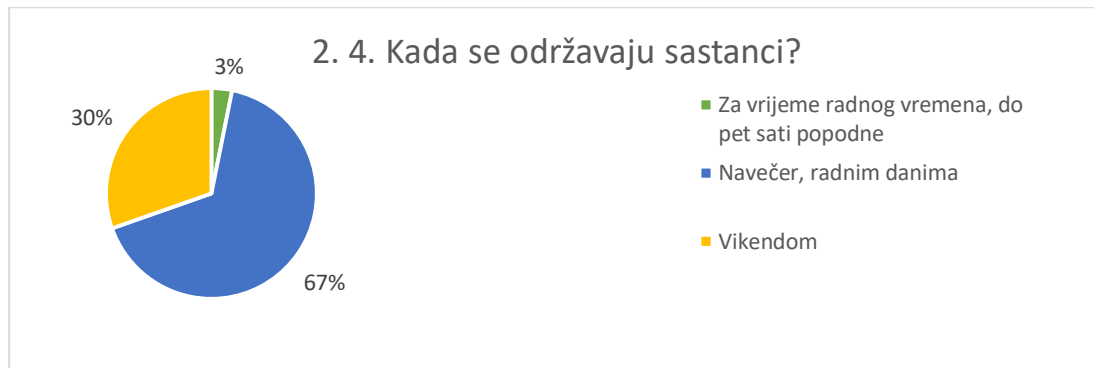 2. 4. Kada se održavaju sastanci?
3%
30%
67%
Za vrijeme radnog vremena, do
pet sati popodne
Navečer, radnim danima
Vikendom